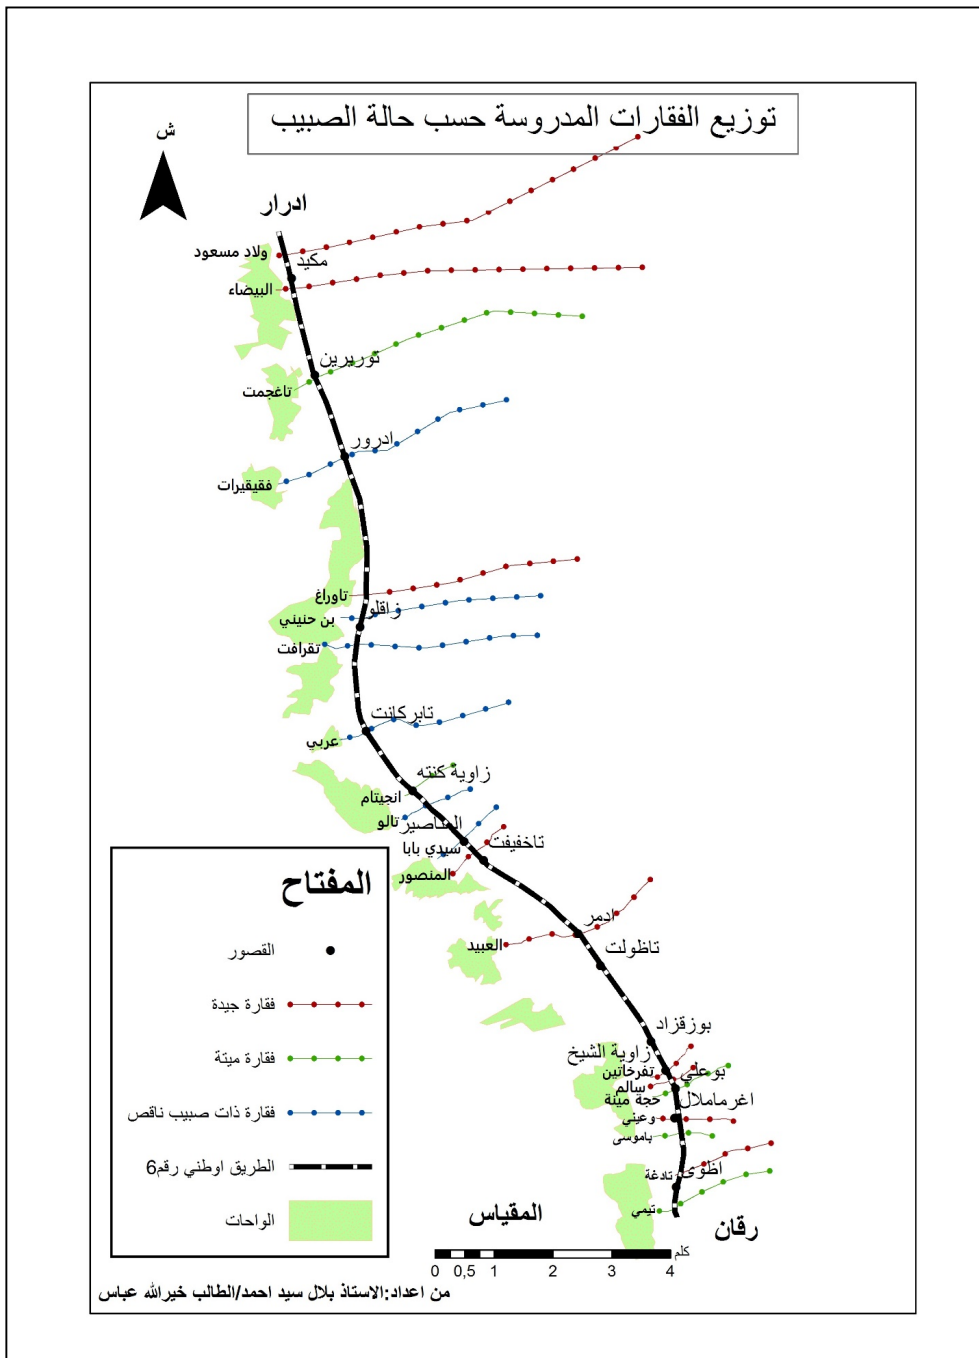 توزيع الفقارات المدروسة حسب حالة الصبيب
ش
ادرار
ولاد مسعود
مكيد
البيضاء
توريرين
تاغجمت
ادرور
فقيقيرات
تاوراغ
زاقلو
بن حنيني
تقرافت
تابركانت
عربي
زاوية كنته
انجيتام
تالو
المناصير
تاخفيفت
سيدي بابا
المنصور
ادمر
العبيد
تاظولت
بوزقزاد
زاوية الشيخ
تفرخاتين
بوعلي
سالم
حجة مينة
اغرماملال
وعيني
باموسى
اظوى
تادغة
تيمي
رقان
المفتاح
القصور
فقارة جيدة
فقارة ميتة
فقارة ذات صبيب ناقص
الطريق اوطني رقم6
الواحات
المقياس
كلم
0 0,5 1 2 3 4
من اعداد:الاستاذ بلال سيد احمد/الطالب خيرالله عباس